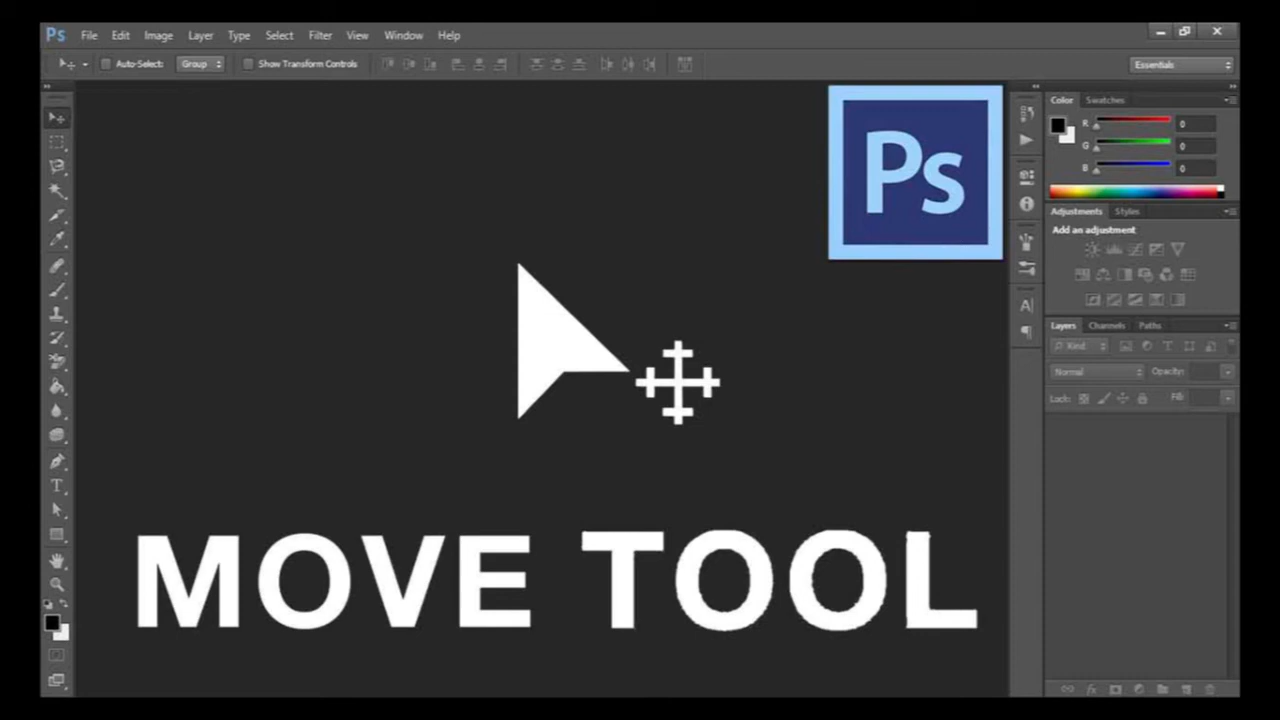 Ps File Edit Image Layer Type Select Filter View Window Help
Auto-Select: Group Show Transform Controls Essentials
Color Swatches
R 0
G 0
B 0
Ps
Adjustments Styles
Add an adjustment
Layers Channels Paths
Kind
Normal Opacity:
Lock: Fill:
MOVE TOOL